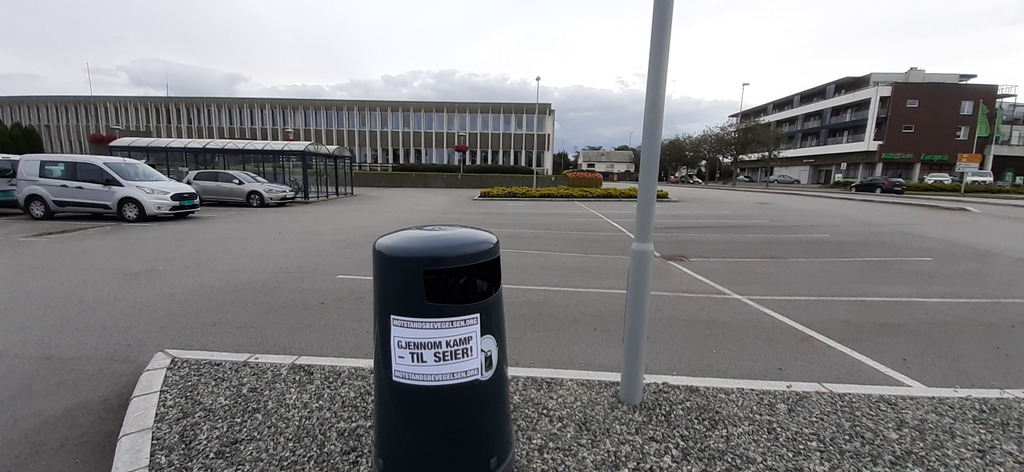 MOTSTANDSBEVEGELSEN.ORG
GJENNOM KAMP
- TIL SEIER!
MOTSTANDSBEVEGELSEN.ORG